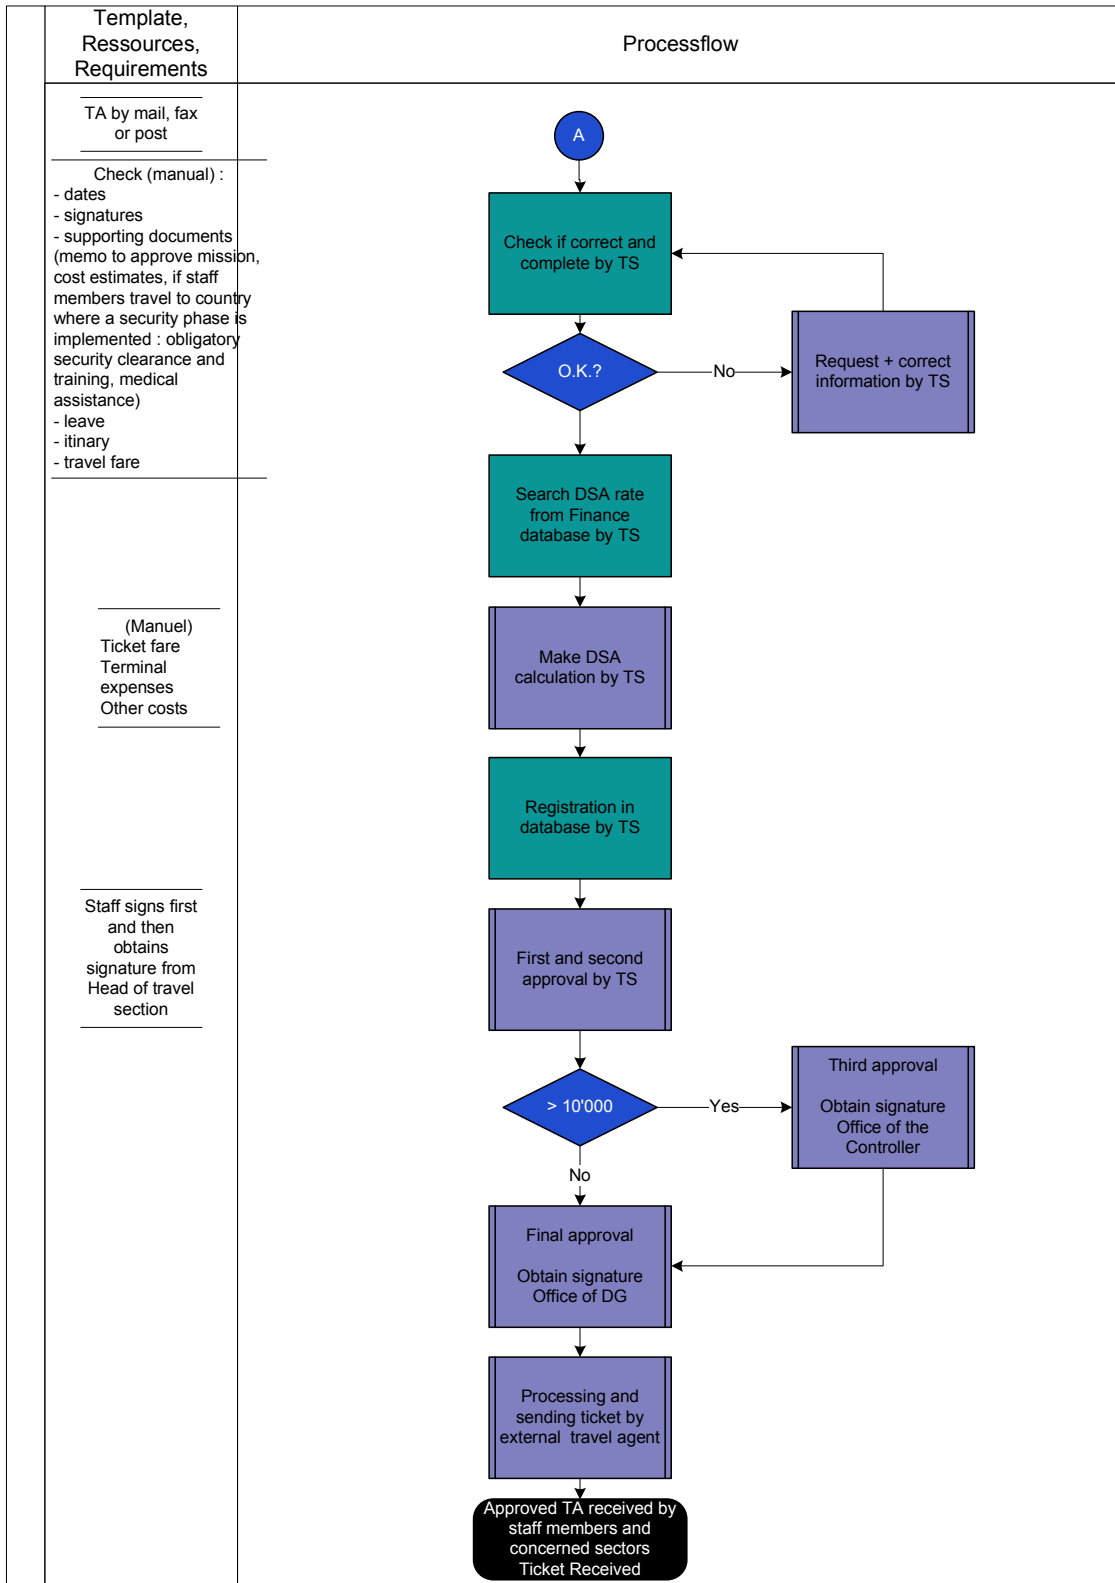 Template,
Ressources,
Requirements
Processflow
TA by mail, fax
or post
A
Check (manual) :
- dates
- signatures
- supporting documents
(memo to approve mission,
cost estimates, if staff
members travel to country
where a security phase is
implemented : obligatory
security clearance and
training, medical
assistance)
- leave
- itinary
- travel fare
Check if correct and
complete by TS
O.K.?
No
Request + correct
information by TS
Search DSA rate
from Finance
database by TS
(Manuel)
Ticket fare
Terminal
expenses
Other costs
Make DSA
calculation by TS
Registration in
database by TS
Staff signs first
and then
obtains
signature from
Head of travel
section
First and second
approval by TS
> 10'000
Yes
Third approval
Obtain signature
Office of the
Controller
No
Final approval
Obtain signature
Office of DG
Processing and
sending ticket by
external  travel agent
Approved TA received by
staff members and
concerned sectors
Ticket Received